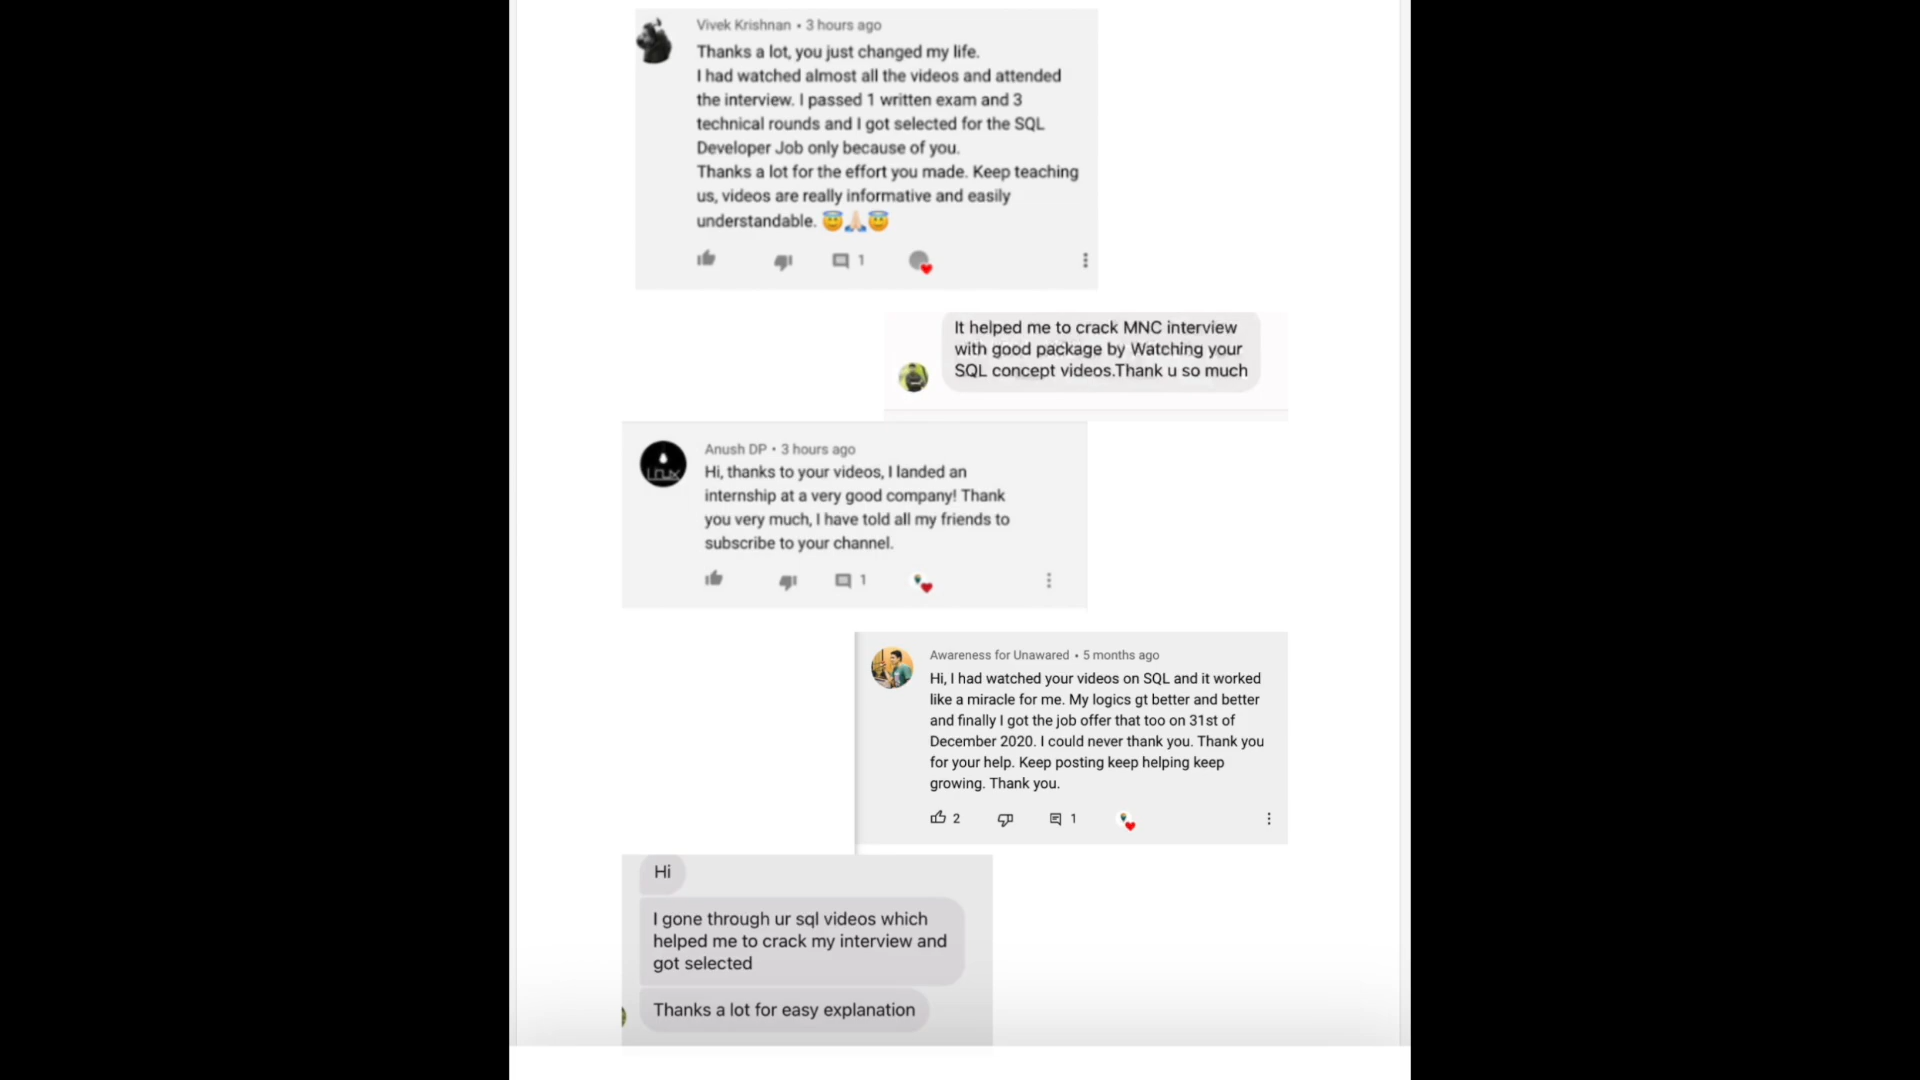 Vivek Krishnan • 3 hours ago
Thanks a lot, you just changed my life.
I had watched almost all the videos and attended
the interview. I passed 1 written exam and 3
technical rounds and I got selected for the SQL
Developer Job only because of you.
Thanks a lot for the effort you made. Keep teaching
us, videos are really informative and easily
understandable. 😇🙏🏻😇
1
It helped me to crack MNC interview
with good package by Watching your
SQL concept videos.Thank u so much
Anush DP • 3 hours ago
Hi, thanks to your videos, I landed an
internship at a very good company! Thank
you very much, I have told all my friends to
subscribe to your channel.
1
Awareness for Unawared • 5 months ago
Hi, I had watched your videos on SQL and it worked
like a miracle for me. My logics gt better and better
and finally I got the job offer that too on 31st of
December 2020. I could never thank you. Thank you
for your help. Keep posting keep helping keep
growing. Thank you.
2 1
Hi
I gone through ur sql videos which
helped me to crack my interview and
got selected
Thanks a lot for easy explanation